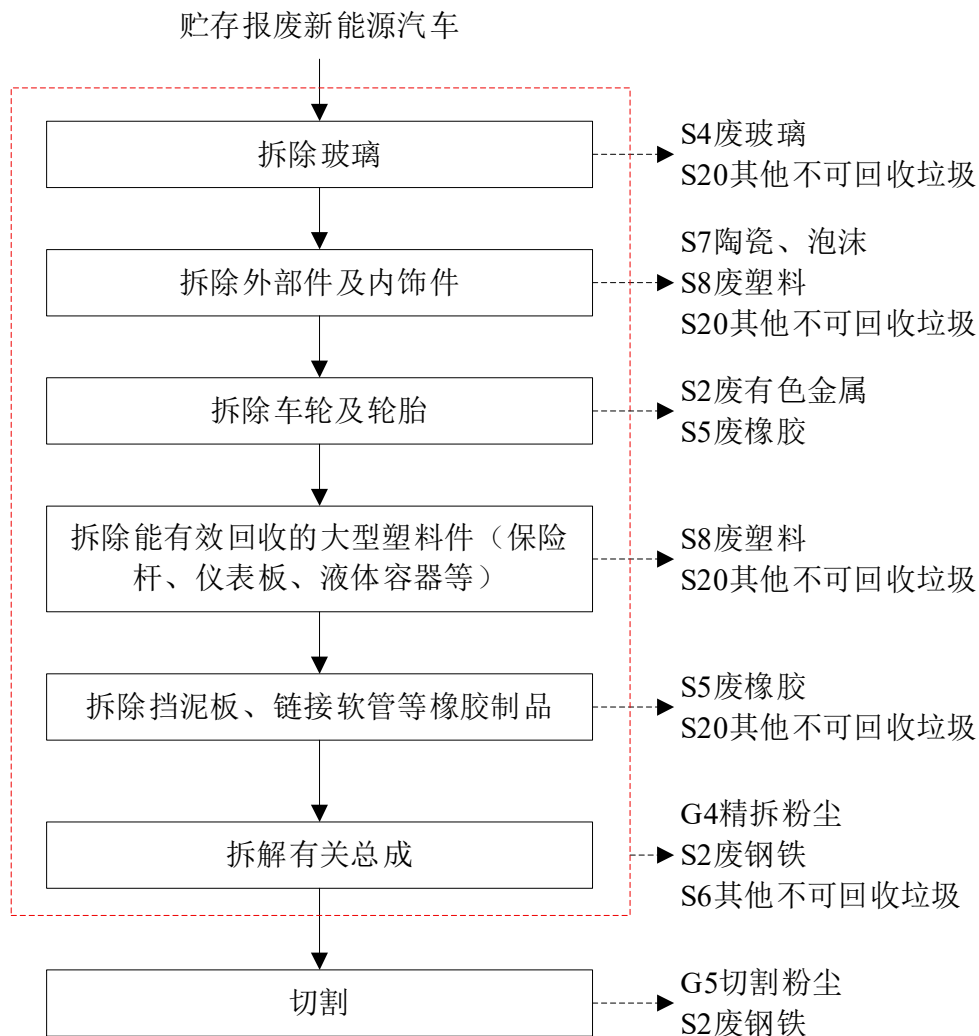 贮存报废新能源汽车
拆除玻璃
S4废玻璃
S20其他不可回收垃圾
拆除外部件及内饰件
S7陶瓷、泡沫
S8废塑料
S20其他不可回收垃圾
拆除车轮及轮胎
S2废有色金属
S5废橡胶
拆除能有效回收的大型塑料件（保险
杆、仪表板、液体容器等）
S8废塑料
S20其他不可回收垃圾
拆除挡泥板、链接软管等橡胶制品
S5废橡胶
S20其他不可回收垃圾
拆解有关总成
G4精拆粉尘
S2废钢铁
S6其他不可回收垃圾
切割
G5切割粉尘
S2废钢铁